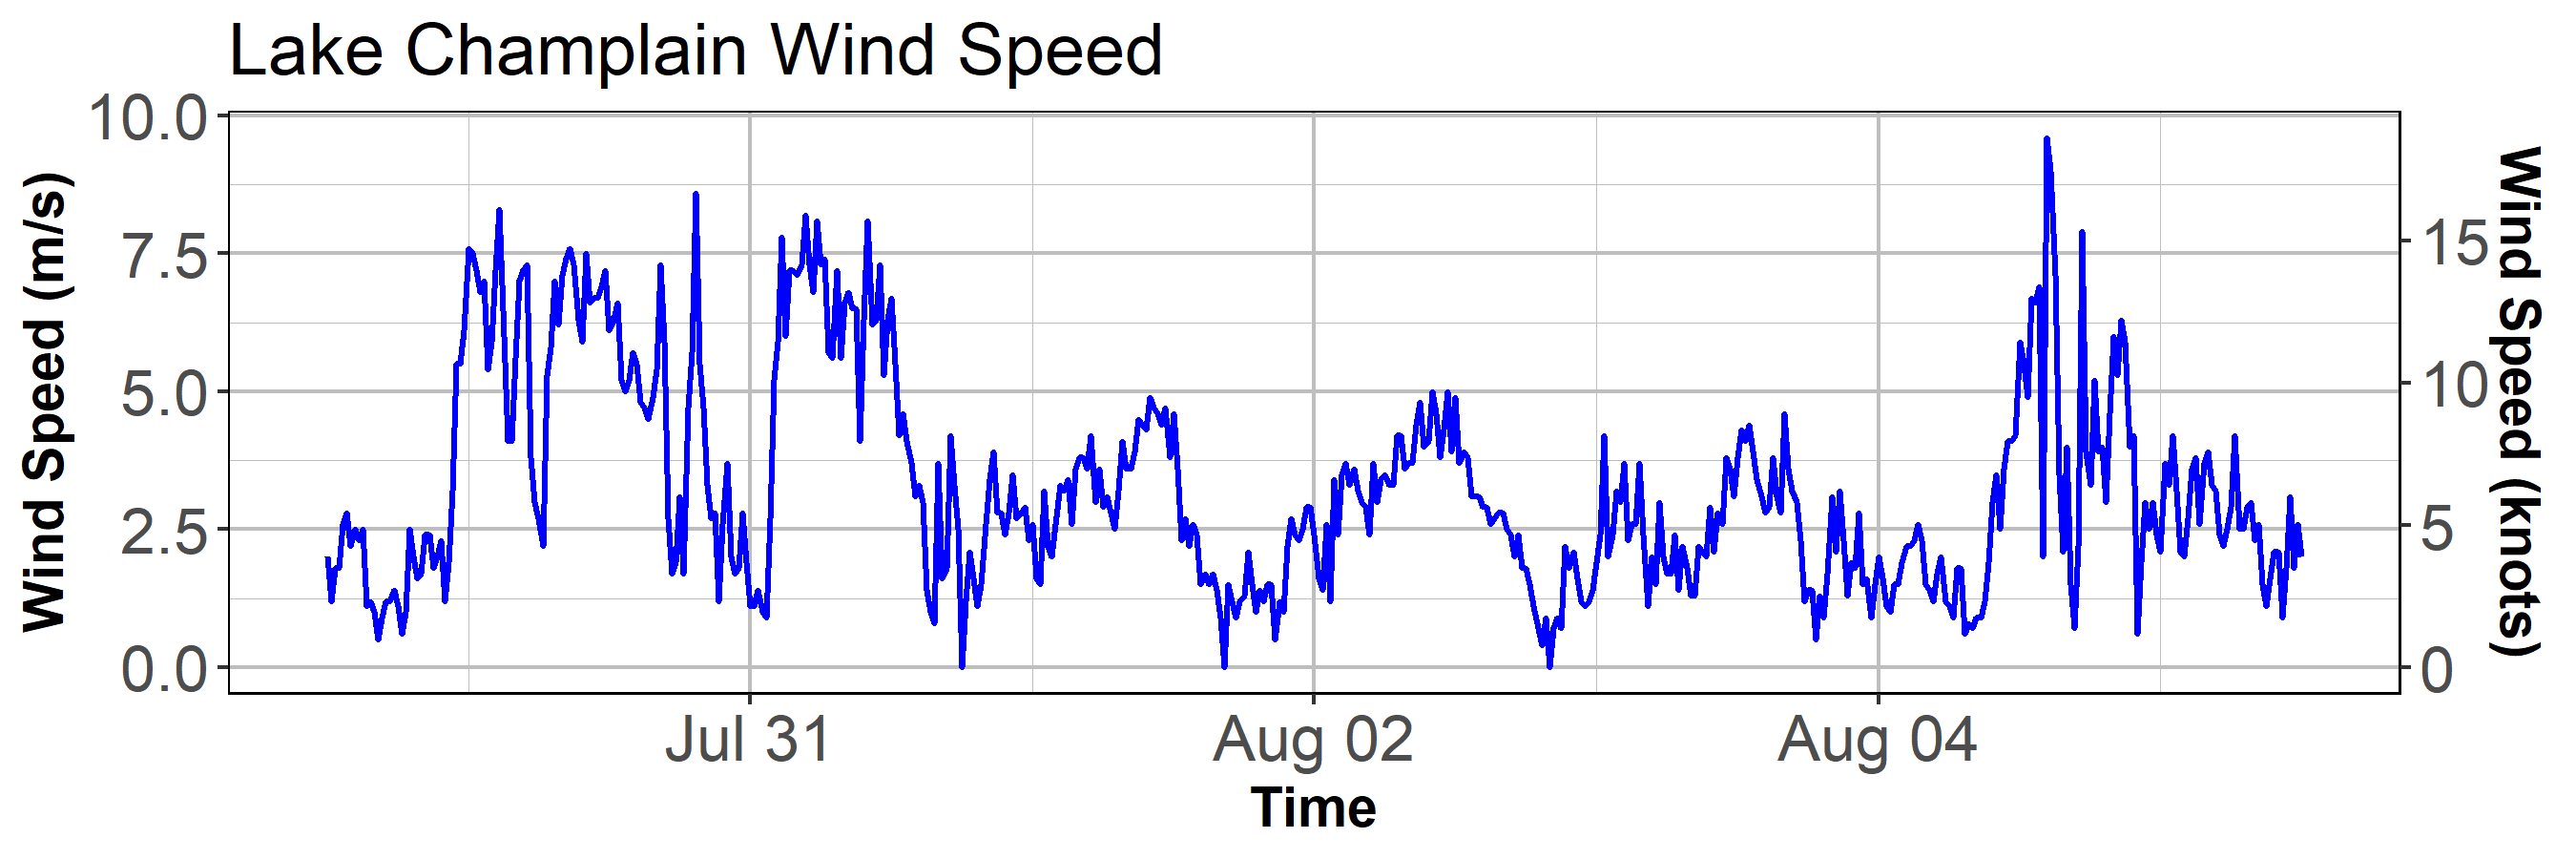 Lake Champlain Wind Speed
Wind Speed (m/s)
10.0
7.5
5.0
2.5
0.0
Wind Speed (knots)
15
10
5
0
Jul 31
Aug 02
Aug 04
Time